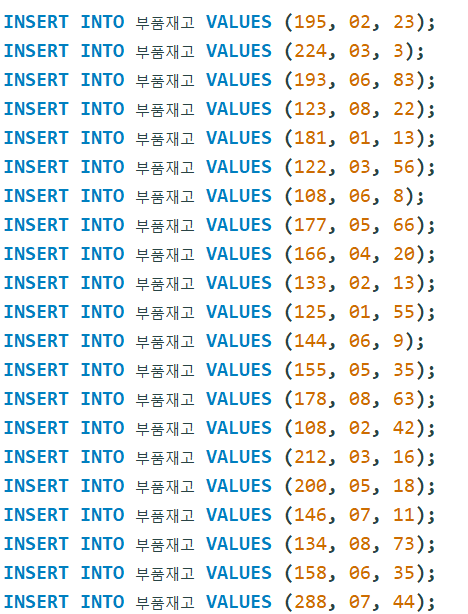 INSERT INTO 부품재고 VALUES (195, 02, 23);
INSERT INTO 부품재고 VALUES (224, 03, 3);
INSERT INTO 부품재고 VALUES (193, 06, 83);
INSERT INTO 부품재고 VALUES (123, 08, 22);
INSERT INTO 부품재고 VALUES (181, 01, 13);
INSERT INTO 부품재고 VALUES (122, 03, 56);
INSERT INTO 부품재고 VALUES (108, 06, 8);
INSERT INTO 부품재고 VALUES (177, 05, 66);
INSERT INTO 부품재고 VALUES (166, 04, 20);
INSERT INTO 부품재고 VALUES (133, 02, 13);
INSERT INTO 부품재고 VALUES (125, 01, 55);
INSERT INTO 부품재고 VALUES (144, 06, 9);
INSERT INTO 부품재고 VALUES (155, 05, 35);
INSERT INTO 부품재고 VALUES (178, 08, 63);
INSERT INTO 부품재고 VALUES (108, 02, 42);
INSERT INTO 부품재고 VALUES (212, 03, 16);
INSERT INTO 부품재고 VALUES (200, 05, 18);
INSERT INTO 부품재고 VALUES (146, 07, 11);
INSERT INTO 부품재고 VALUES (134, 08, 73);
INSERT INTO 부품재고 VALUES (158, 06, 35);
INSERT INTO 부품재고 VALUES (288, 07, 44);